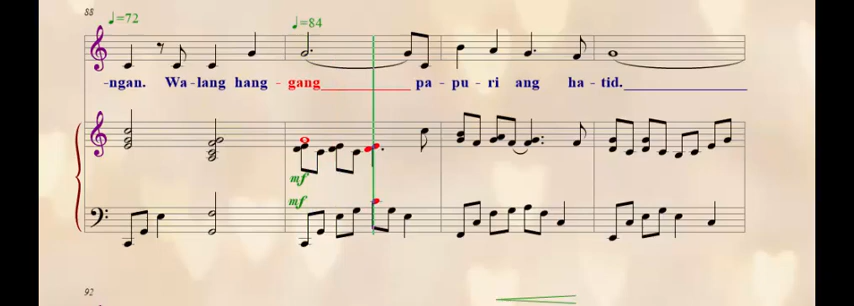 88
♩=72
♩=84
-ngan. Wa-lang hang-gang pa-pu-ri ang ha-tid.
mf
mf
92